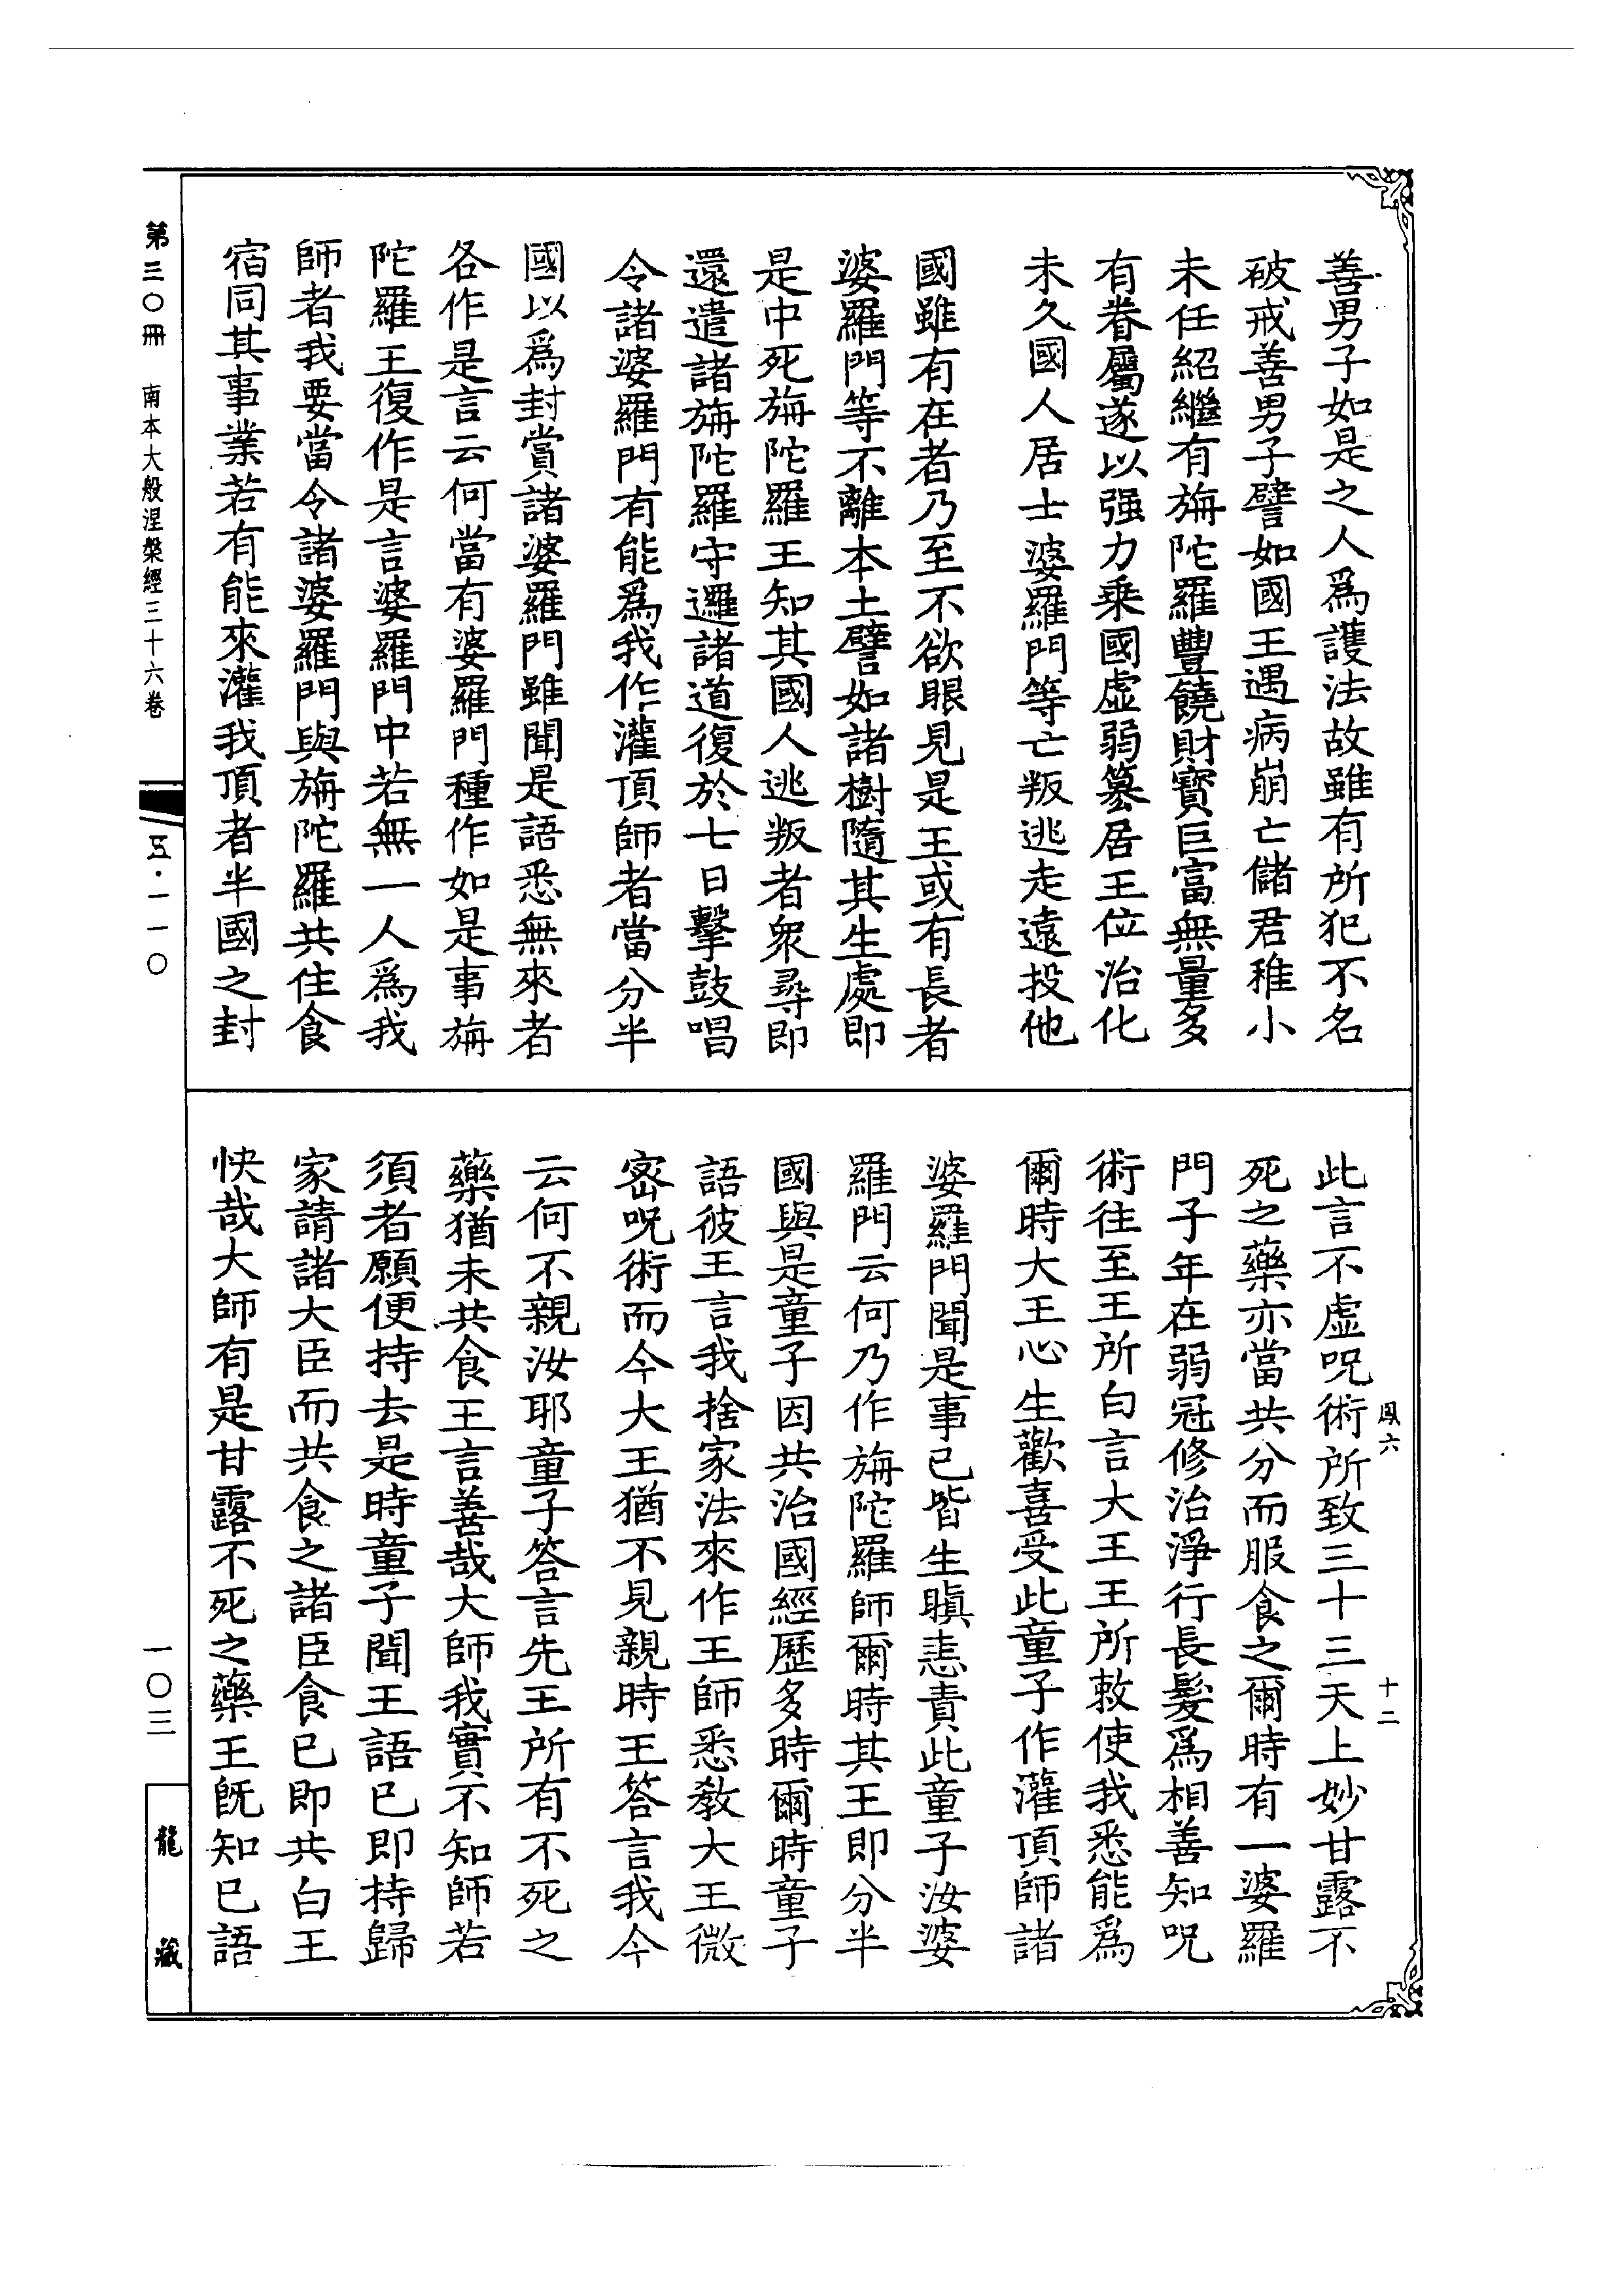 善男子如是之人爲護法故雖有所犯不名
破戒善男子譬如國王遇病崩亡儲君稚小
未任紹繼有旃陀羅豐饒財寶巨富無量多
有眷屬遂以强力乘國虛弱篡居王位治化
未久國人居士婆羅門等亡叛逃走遠投他
國雖有在者乃至不欲眼見是王或有長者
婆羅門等不離本土譬如諸樹隨其生處即
是中死旃陀羅王知其國人逃叛者衆尋即
還遣諸旃陀羅守邏諸道復於七日擊鼓唱
令諸婆羅門有能爲我作灌頂師者當分半
國以爲封賞諸婆羅門雖聞是語悉無來者
各作是言云何當有婆羅門種作如是事旃
陀羅王復作是言婆羅門中若無一人爲我
師者我要當令諸婆羅門與旃陀羅共住食
宿同其事業若有能來灌我頂者半國之封
此言不虛呪術所致三十三天上妙甘露不
死之藥亦當共分而服食之爾時有一婆羅
門子年在弱冠修治淨行長髮爲相善知呪
術往至王所白言大王王所敕使我悉能爲
爾時大王心生歡喜受此童子作灌頂師諸
婆羅門聞是事已皆生瞋恚責此童子汝婆
羅門云何乃作旃陀羅師爾時其王即分半
國與是童子因共治國經歷多時爾時童子
語彼王言我捨家法來作王師悉教大王微
密呪術而今大王猶不見親時王答言我今
云何不親汝耶童子答言先王所有不死之
藥猶未共食王言善哉大師我實不知師若
須者願便持去是時童子聞王語已即持歸
家請諸大臣而共食之諸臣食已即共白王
快哉大師有是甘露不死之藥王旣知已語
鳳六
十二
第三〇冊 南本大般涅槃經三十六卷
五·一一〇
一〇三
龍藏